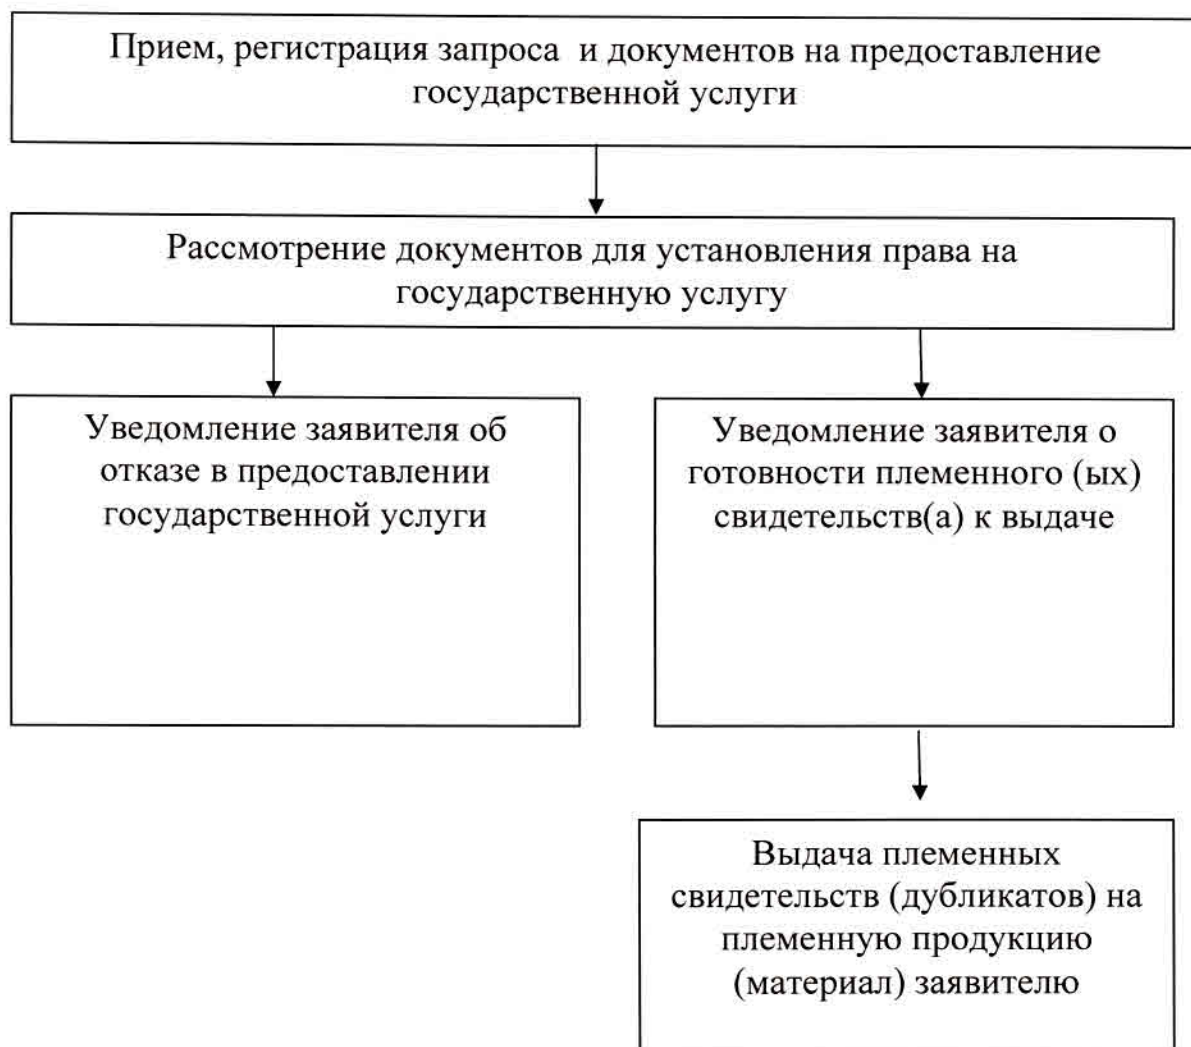 Прием, регистрация запроса и документов на предоставление
государственной услуги
Рассмотрение документов для установления права на
государственную услугу
Уведомление заявителя об
отказе в предоставлении
государственной услуги
Уведомление заявителя о
готовности племенного (ых)
свидетельств(а) к выдаче
Выдача племенных
свидетельств (дубликатов) на
племенную продукцию
(материал) заявителю